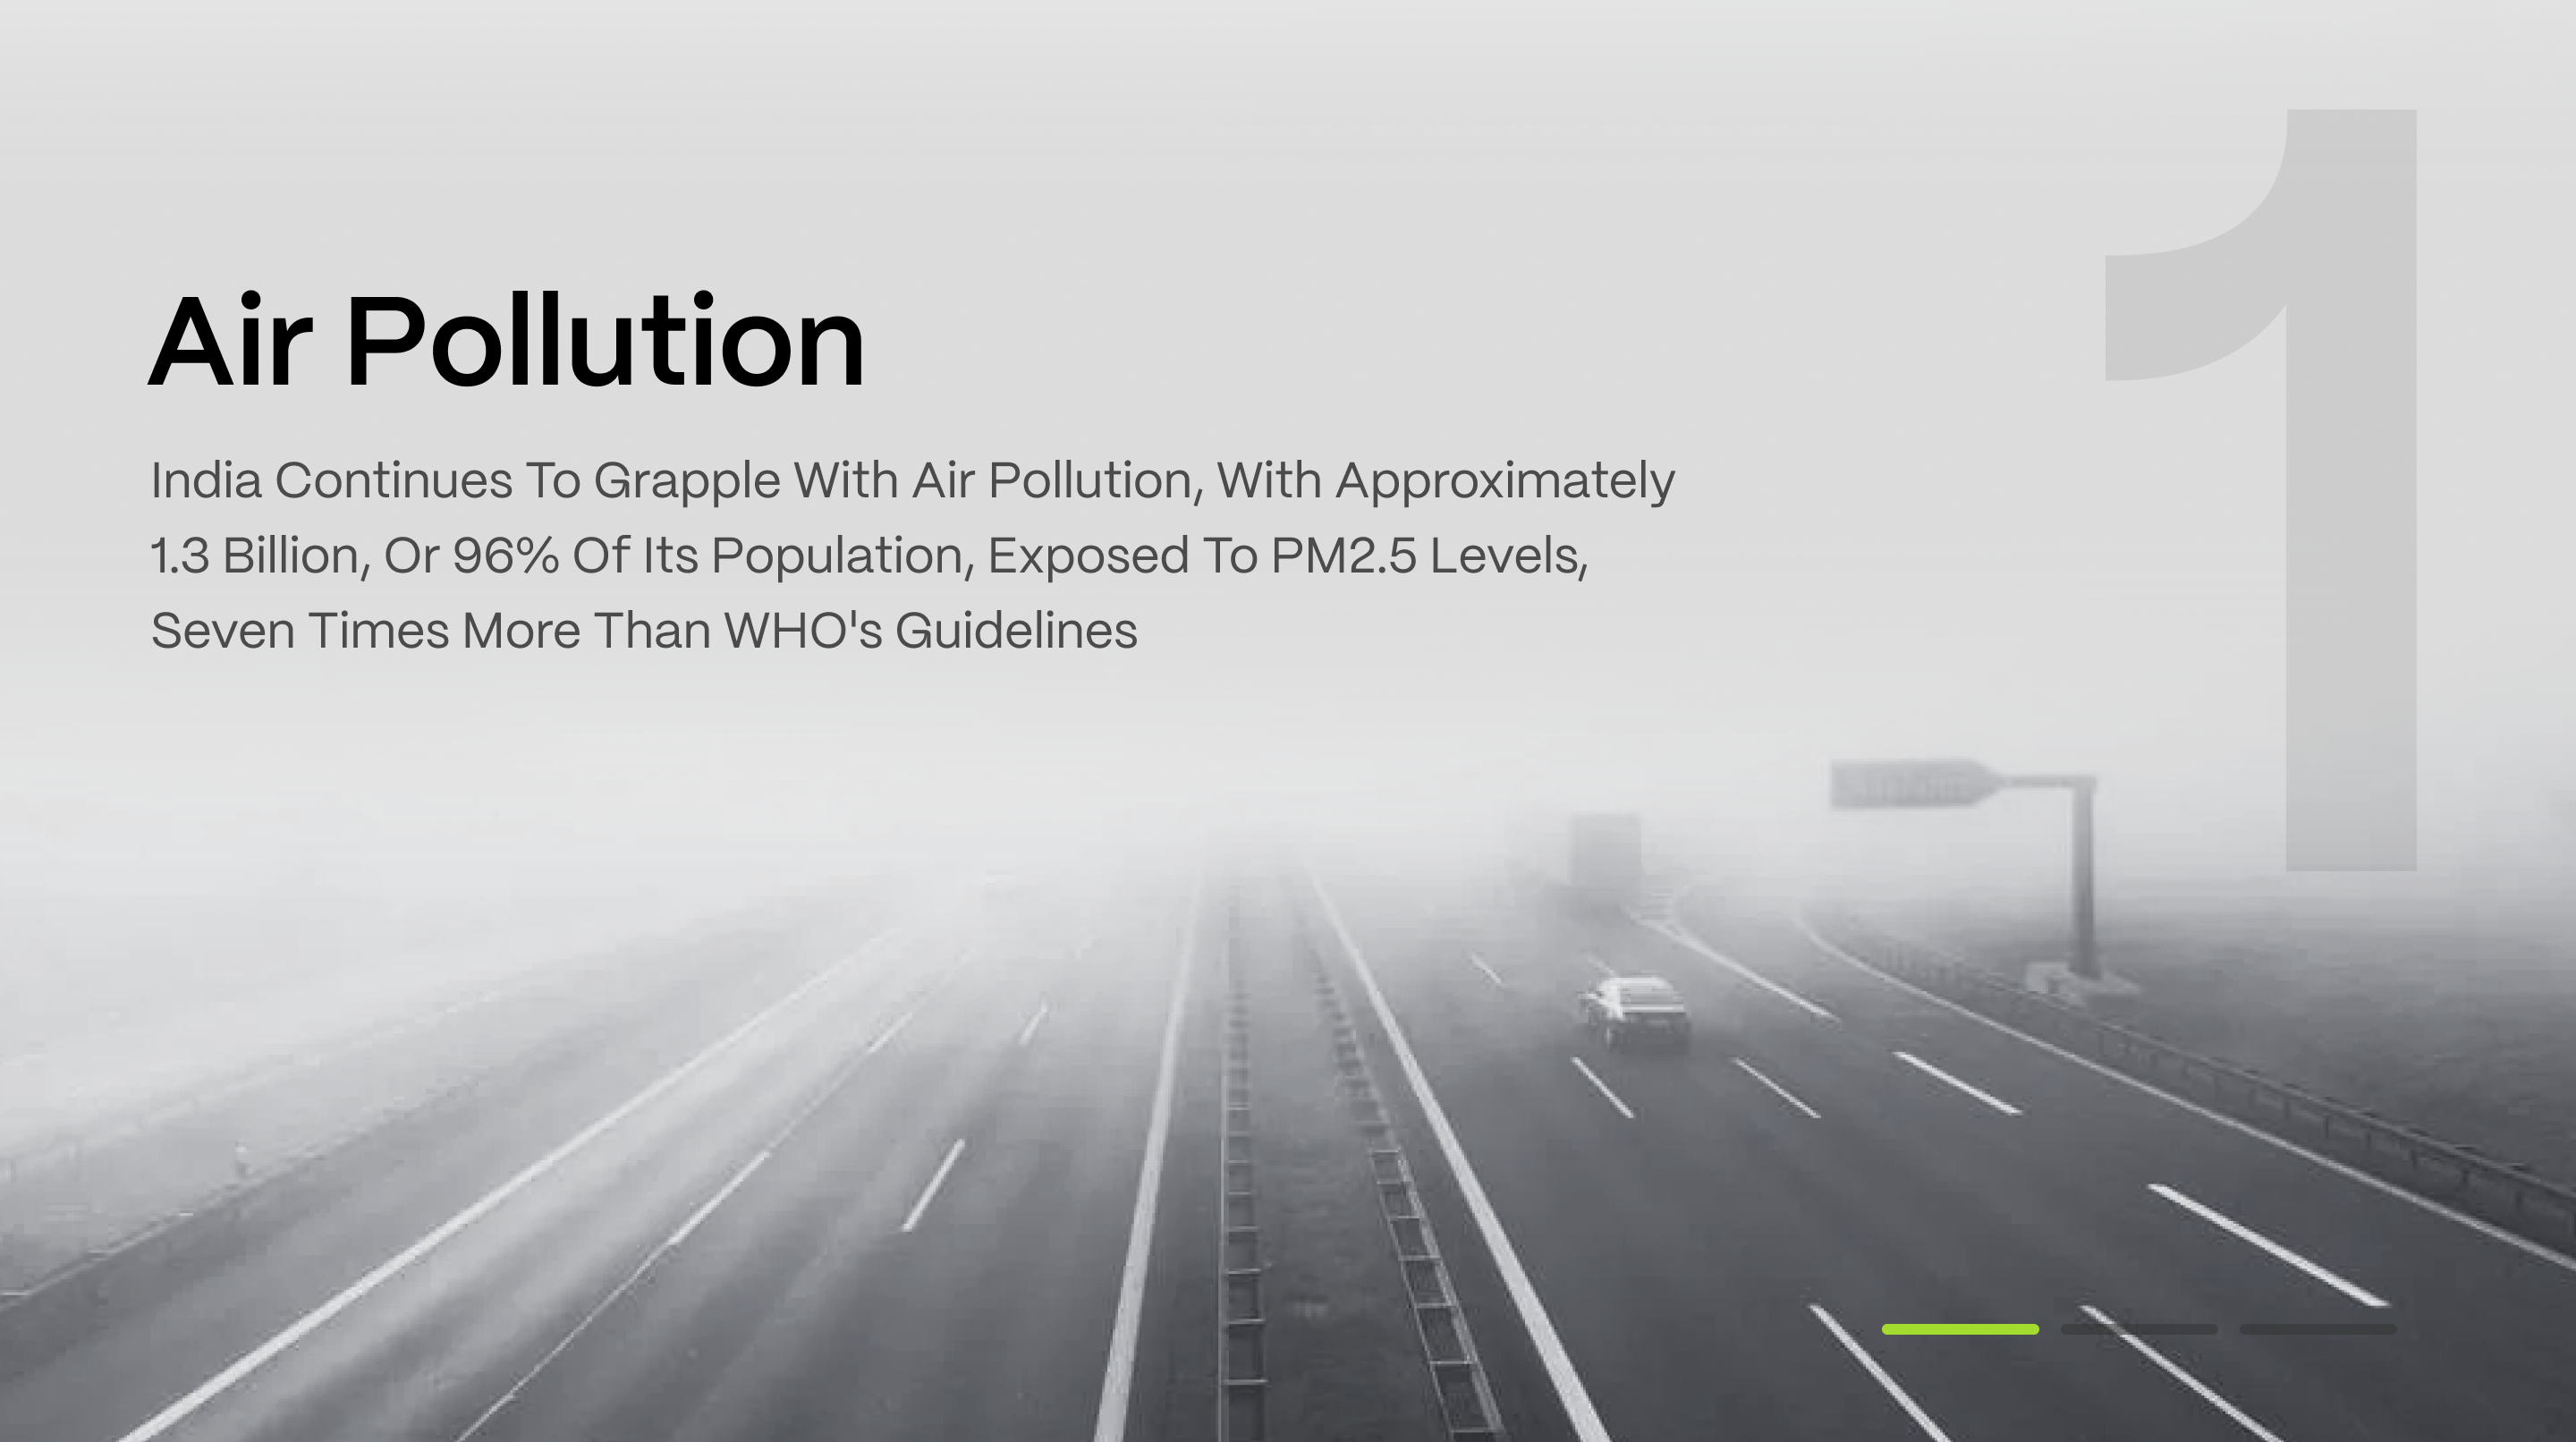 Air Pollution
India Continues To Grapple With Air Pollution, With Approximately
1.3 Billion, Or 96% Of Its Population, Exposed To PM2.5 Levels,
Seven Times More Than WHO's Guidelines
1